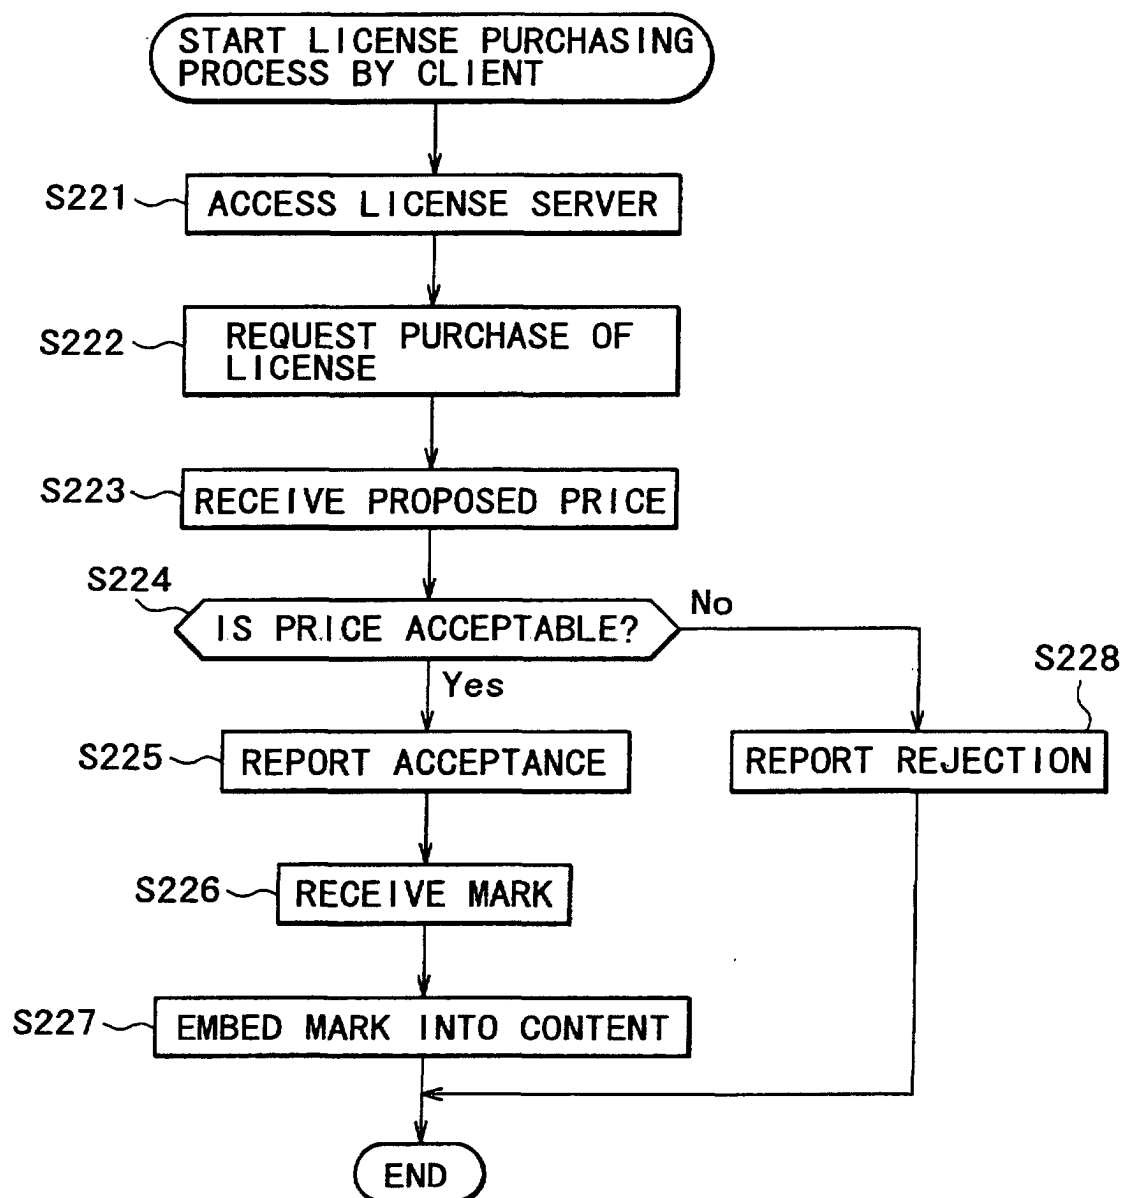 START LICENSE PURCHASING
PROCESS BY CLIENT
S221
ACCESS LICENSE SERVER
S222
REQUEST PURCHASE OF
LICENSE
S223
RECEIVE PROPOSED PRICE
S224
IS PRICE ACCEPTABLE?
No
Yes
S228
S225
REPORT ACCEPTANCE
REPORT REJECTION
S226
RECEIVE MARK
S227
EMBED MARK INTO CONTENT
END